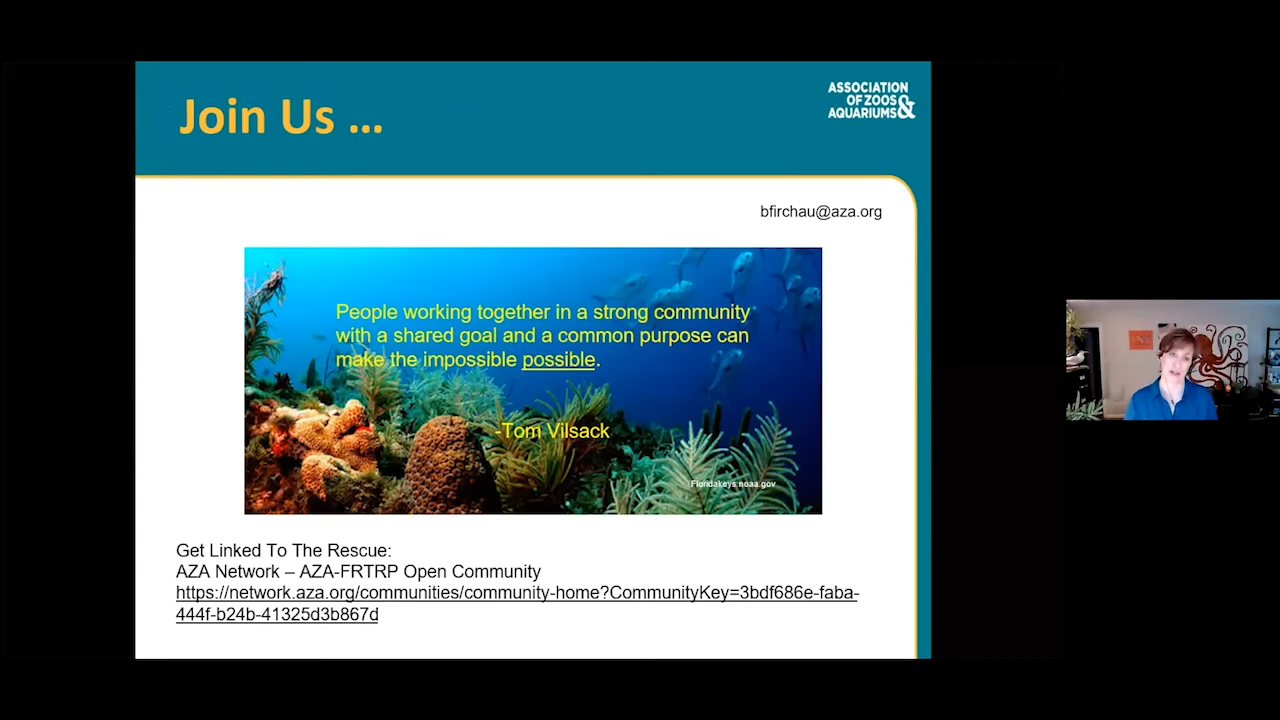 Join Us ...
ASSOCIATION
OF ZOOS &
AQUARIUMS
bfirchau@aza.org
People working together in a strong community
with a shared goal and a common purpose can
make the impossible possible.
-Tom Vilsack
Floridakeys.noaa.gov
Get Linked To The Rescue:
AZA Network – AZA-FRTRP Open Community
https://network.aza.org/communities/community-home?CommunityKey=3bdf686e-faba-
444f-b24b-41325d3b867d